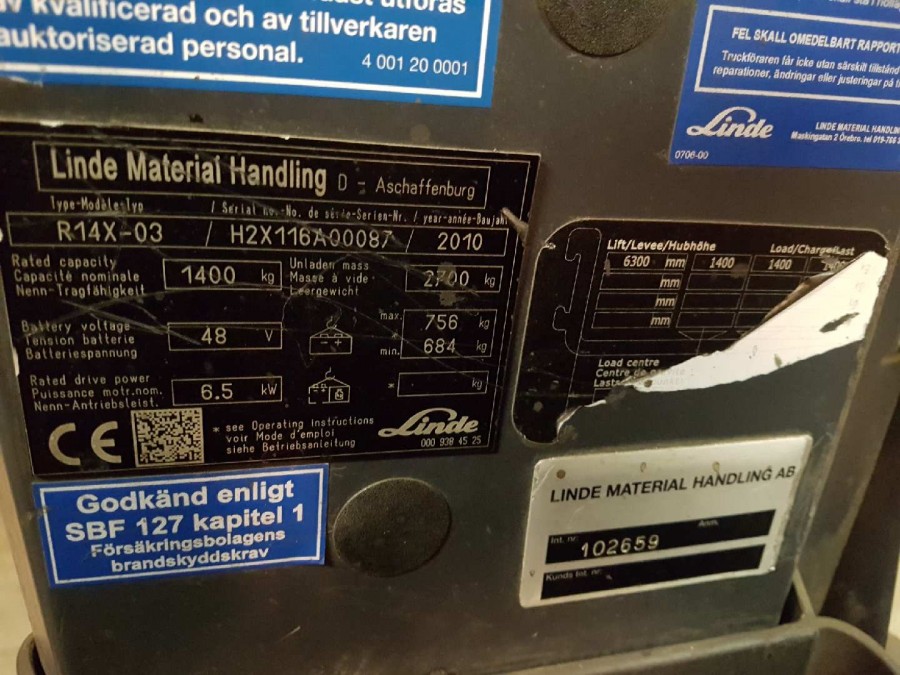 av kvalificerad och av tillverkaren
auktoriserad personal.
4 001 20 0001
FEL SKALL OMEDELBART RAPPORT
Truckföraren får icke utan särskilt tillstånd
reparationer, ändringar eller justeringar på
Linde
LINDE MATERIAL HANDLIN
Maskingatan 2 Örebro. tel 019-766
0706-00
Linde Material Handling D - Aschaffenburg
Type-Modèle-Typ / Serial no.-No. de série-Serien-Nr. / year-année-Baujahr
R14X-03 / H2X116A00087 / 2010
Rated capacity
Capacité nominale
Nenn-Tragfähigkeit
1400 kg
Unladen mass
Masse à vide
Leergewicht
2700 kg
Battery voltage
Tension batterie
Batteriespannung
48 V
max. 756 kg
min. 684 kg
Rated drive power
Puissance motr.nom.
Nenn-Antriebsleist.
6.5 kW
* kg
CE
* see Operating Instructions
voir Mode d'emploi
siehe Betriebsanleitung
Linde
000 938 45 25
Lift/Levee/Hubhöhe Load/Charge/Last
6300 mm 1400 1400
mm
mm
mm
Load centre
Centre de
Godkänd enligt
SBF 127 kapitel 1
Försäkringsbolagens
brandskyddskrav
LINDE MATERIAL HANDLING AB
Anm.
Int. nr. 102659
Kunds Int. nr.